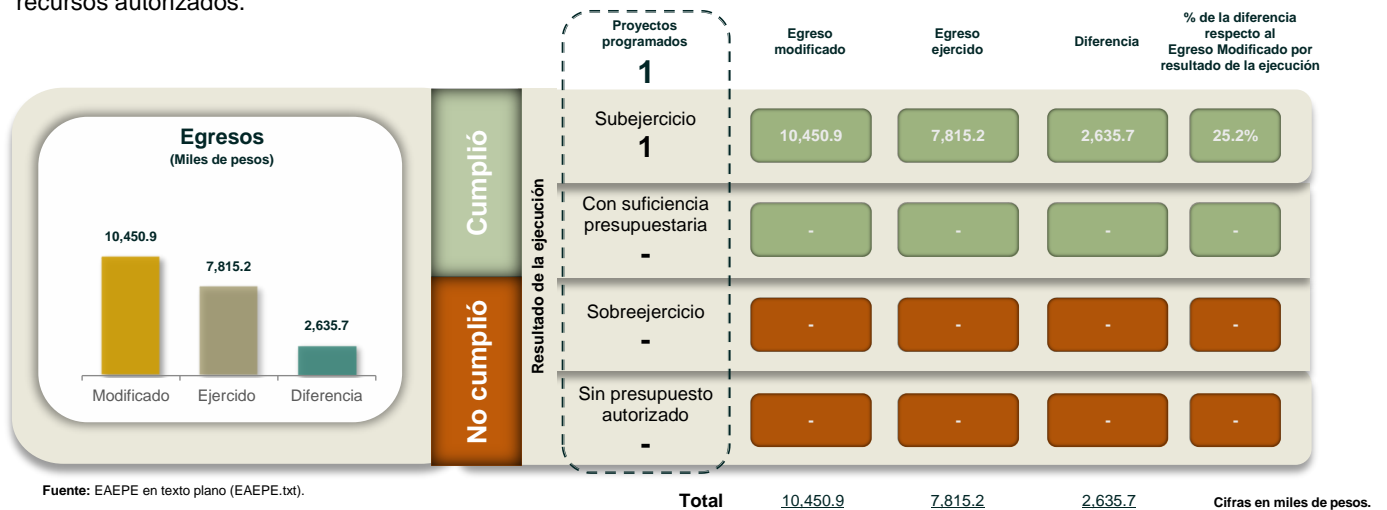 recursos autorizados.
Proyectos
programados
1
Egreso
modificado
Egreso
ejercido
Diferencia
% de la diferencia
respecto al
Egreso Modificado por
resultado de la ejecución
Egresos
(Miles de pesos)
10,450.9
7,815.2
2,635.7
Modificado
Ejercido
Diferencia
Cumplió
No cumplió
Resultado de la ejecución
Subejercicio
1
10,450.9
7,815.2
2,635.7
25.2%
Con suficiencia
presupuestaria
-
-
-
-
-
Sobreejercicio
-
-
-
-
-
Sin presupuesto
autorizado
-
-
-
-
-
Fuente: EAEPE en texto plano (EAEPE.txt).
Total
10,450.9
7,815.2
2,635.7
Cifras en miles de pesos.